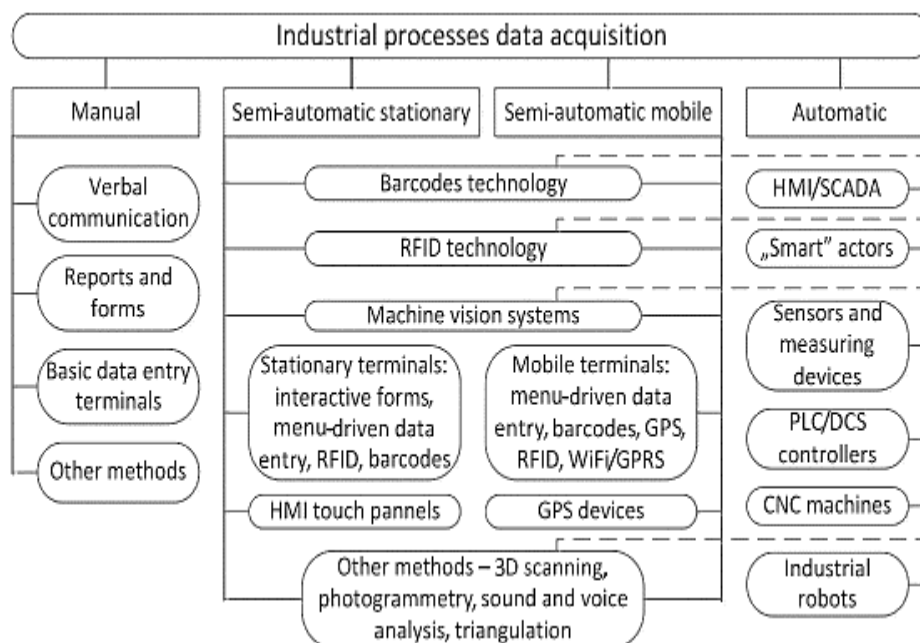 Industrial processes data acquisition
Manual
Semi-automatic stationary
Semi-automatic mobile
Automatic
Verbal
communication
Reports and
forms
Basic data entry
terminals
Other methods
Barcodes technology
RFID technology
Machine vision systems
Stationary terminals:
interactive forms,
menu-driven data
entry, RFID, barcodes
Mobile terminals:
menu-driven data
entry, barcodes, GPS,
RFID, WiFi/GPRS
HMI touch pannels
GPS devices
Other methods – 3D scanning,
photogrammetry, sound and voice
analysis, triangulation
HMI/SCADA
„Smart” actors
Sensors and
measuring
devices
PLC/DCS
controllers
CNC machines
Industrial
robots